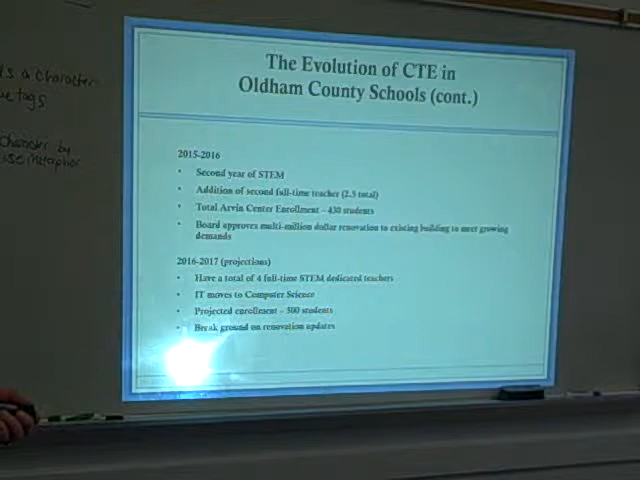 is a character
tags
The Evolution of CTE in
Oldham County Schools (cont.)
character by
use metaphor
2015-2016
• Second year of STEM
• Addition of second full-time teacher (2.5 total)
• Total Arvin Center Enrollment – 430 students
• Board approves multi-million dollar renovation to existing building to meet growing
demands
2016-2017 (projections)
• Have a total of 4 full-time STEM dedicated teachers
• IT moves to Computer Science
• Projected enrollment – 500 students
• Break ground on renovation updates